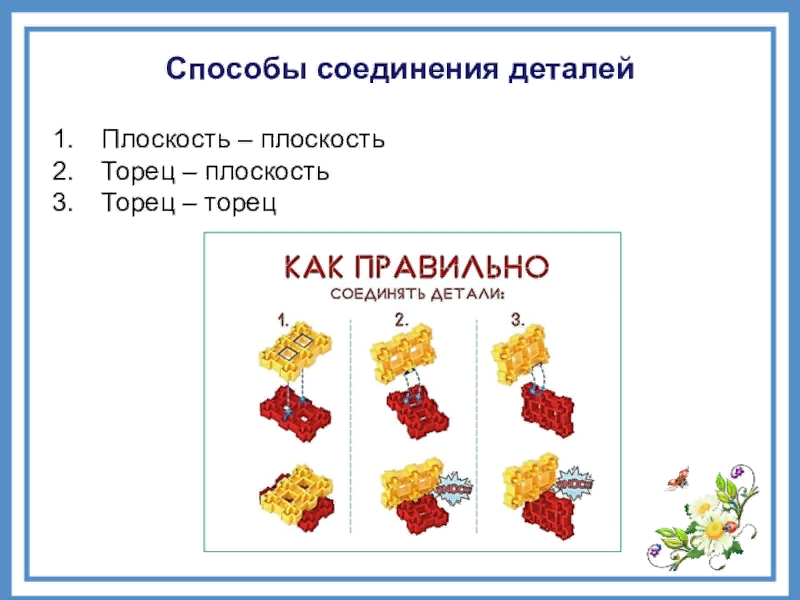 Способы соединения деталей
1. Плоскость – плоскость
2. Торец – плоскость
3. Торец – торец
КАК ПРАВИЛЬНО
СОЕДИНЯТЬ ДЕТАЛИ:
1. 2. 3.